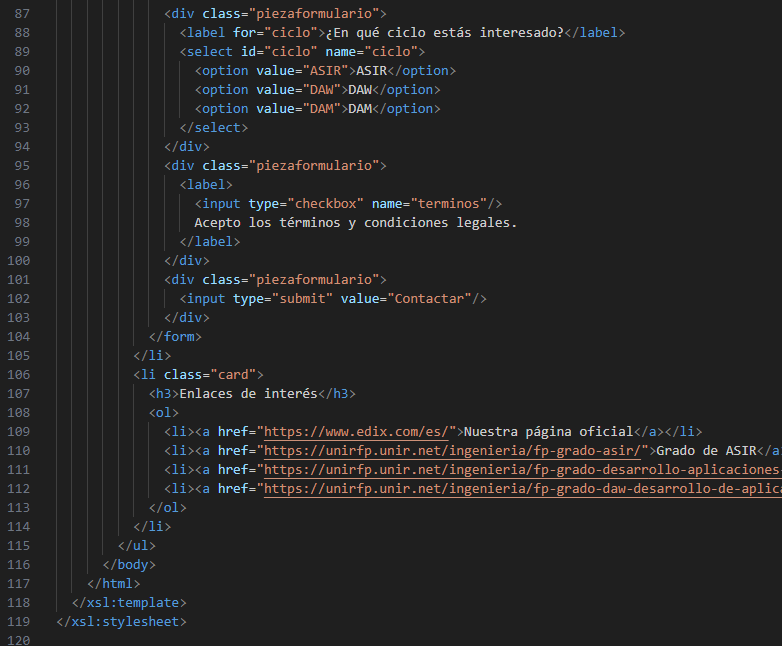 87 <div class="piezaformulario">
88 <label for="ciclo">¿En qué ciclo estás interesado?</label>
89 <select id="ciclo" name="ciclo">
90 <option value="ASIR">ASIR</option>
91 <option value="DAW">DAW</option>
92 <option value="DAM">DAM</option>
93 </select>
94 </div>
95 <div class="piezaformulario">
96 <label>
97 <input type="checkbox" name="terminos"/>
98 Acepto los términos y condiciones legales.
99 </label>
100 </div>
101 <div class="piezaformulario">
102 <input type="submit" value="Contactar"/>
103 </div>
104 </form>
105 </li>
106 <li class="card">
107 <h3>Enlaces de interés</h3>
108 <ol>
109 <li><a href="https://www.edix.com/es/">Nuestra página oficial</a></li>
110 <li><a href="https://unirfp.unir.net/ingenieria/fp-grado-asir/">Grado de ASIR</a
111 <li><a href="https://unirfp.unir.net/ingenieria/fp-grado-desarrollo-aplicaciones-
112 <li><a href="https://unirfp.unir.net/ingenieria/fp-grado-daw-desarrollo-de-aplica
113 </ol>
114 </li>
115 </ul>
116 </body>
117 </html>
118 </xsl:template>
119 </xsl:stylesheet>
120